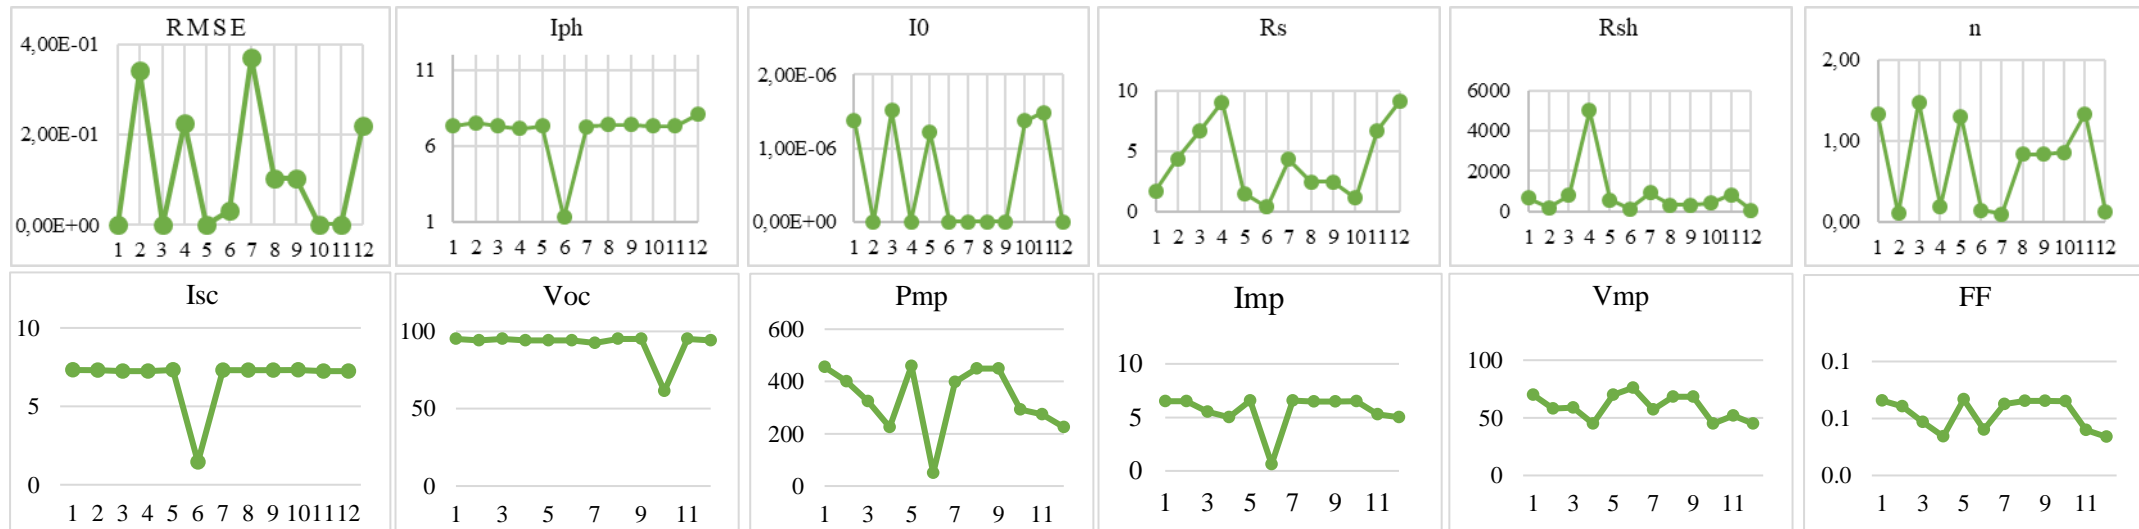 RMSE
4,00E-01
2,00E-01
0,00E+00
1 2 3 4 5 6 7 8 9 10 11 12
Iph
11
6
1
1 2 3 4 5 6 7 8 9 10 11 12
I0
2,00E-06
1,00E-06
0,00E+00
1 2 3 4 5 6 7 8 9 10 11 12
Rs
10
5
0
1 2 3 4 5 6 7 8 9 10 11 12
Rsh
6000
4000
2000
0
1 2 3 4 5 6 7 8 9 10 11 12
n
2,00
1,00
0,00
1 2 3 4 5 6 7 8 9 10 11 12
Isc
10
5
0
1 2 3 4 5 6 7 8 9 10 11 12
Voc
100
50
0
1 3 5 7 9 11
Pmp
600
400
200
0
1 3 5 7 9 11
Imp
10
5
0
1 3 5 7 9 11
Vmp
100
50
0
1 3 5 7 9 11
FF
0.1
0.1
0.0
1 3 5 7 9 11